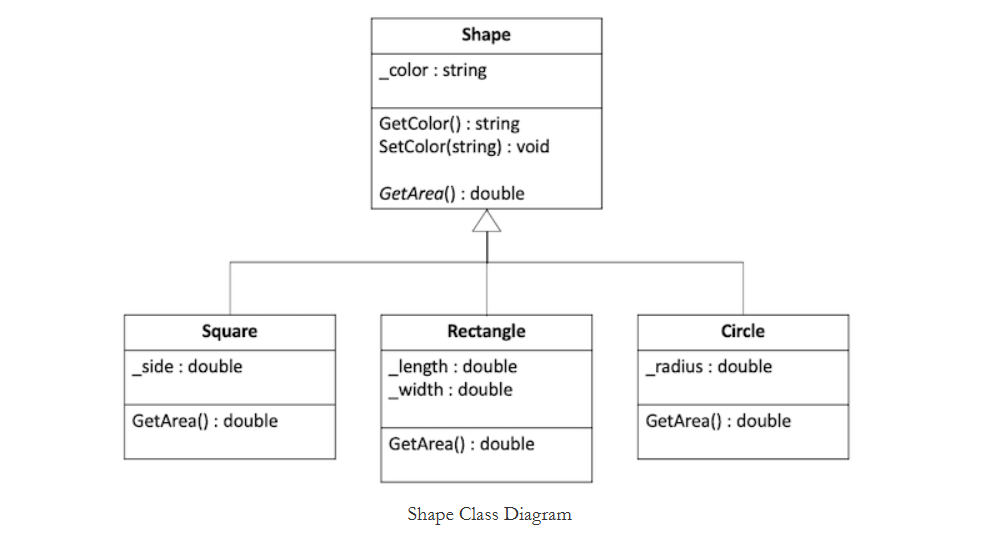 Shape
_color : string
GetColor() : string
SetColor(string) : void
GetArea() : double
Square
_side : double
GetArea() : double
Rectangle
_length : double
_width : double
GetArea() : double
Circle
_radius : double
GetArea() : double
Shape Class Diagram